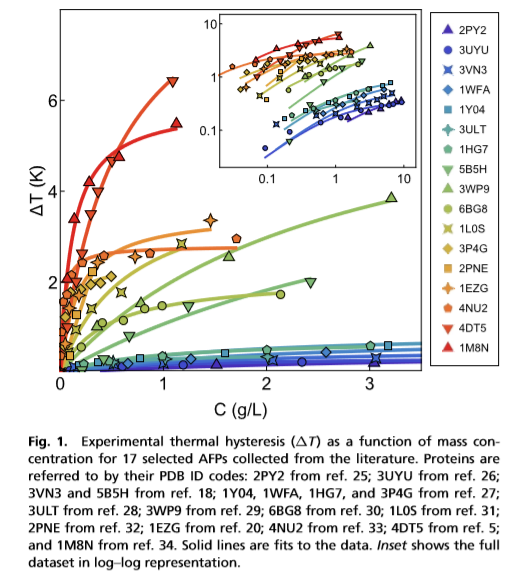 10
1
0.1
0.1
1
10
6
4
2
0
0
1
2
3
ΔT (K)
C (g/L)
2PY2
3UYU
3VN3
1WFA
1Y04
3ULT
1HG7
5B5H
3WP9
6BG8
1L0S
3P4G
2PNE
1EZG
4NU2
4DT5
1M8N
Fig. 1. Experimental thermal hysteresis (ΔT) as a function of mass con-
centration for 17 selected AFPs collected from the literature. Proteins are
referred to by their PDB ID codes: 2PY2 from ref. 25; 3UYU from ref. 26;
3VN3 and 5B5H from ref. 18; 1Y04, 1WFA, 1HG7, and 3P4G from ref. 27;
3ULT from ref. 28; 3WP9 from ref. 29; 6BG8 from ref. 30; 1L0S from ref. 31;
2PNE from ref. 32; 1EZG from ref. 20; 4NU2 from ref. 33; 4DT5 from ref. 5;
and 1M8N from ref. 34. Solid lines are fits to the data. Inset shows the full
dataset in log–log representation.